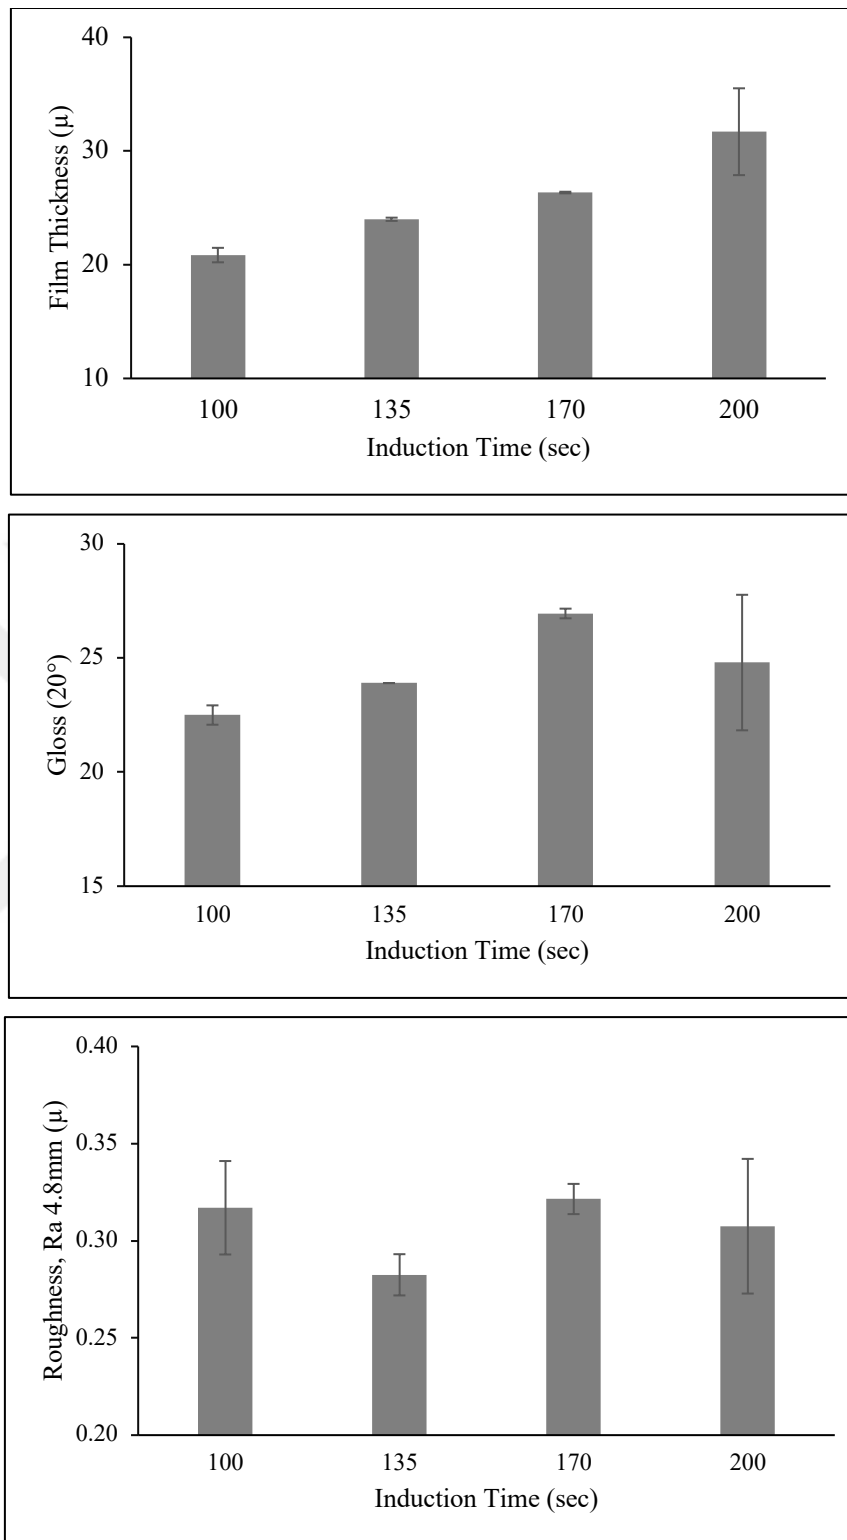 40
30
20
10
Film Thickness (µ)
100 135 170 200
Induction Time (sec)
30
25
20
15
Gloss (20°)
100 135 170 200
Induction Time (sec)
0.40
0.35
0.30
0.25
0.20
Roughness, Ra 4.8mm (µ)
100 135 170 200
Induction Time (sec)